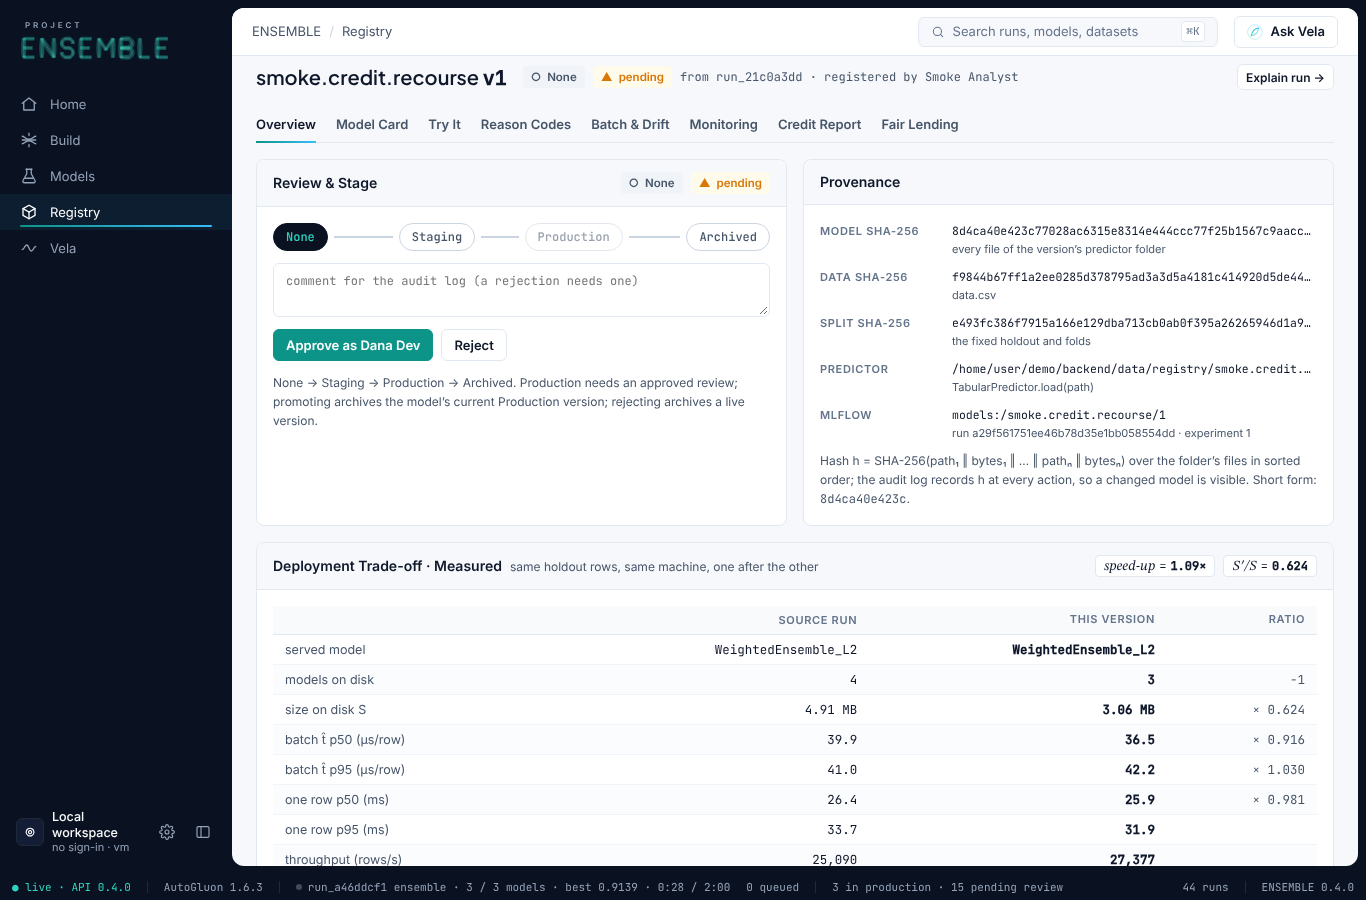 PROJECT
ENSEMBLE
Home
Build
Models
Registry
Vela
Local workspace
no sign-in · vm
ENSEMBLE / Registry
Search runs, models, datasets
⌘K
Ask Vela
smoke.credit.recourse v1
None
pending
from run_21c0a3dd · registered by Smoke Analyst
Explain run →
Overview
Model Card
Try It
Reason Codes
Batch & Drift
Monitoring
Credit Report
Fair Lending
Review & Stage
None
pending
None
Staging
Production
Archived
comment for the audit log (a rejection needs one)
Approve as Dana Dev
Reject
None → Staging → Production → Archived. Production needs an approved review;
promoting archives the model’s current Production version; rejecting archives a live
version.
Provenance
MODEL SHA-256
8d4ca40e423c77028ac6315e8314e444ccc77f25b1567c9aacc…
every file of the version’s predictor folder
DATA SHA-256
f9844b67ff1a2ee0285d378795ad3a3d5a4181c414920d5de44…
data.csv
SPLIT SHA-256
e493fc386f7915a166e129dba713cb0ab0f395a26265946d1a9…
the fixed holdout and folds
PREDICTOR
/home/user/demo/backend/data/registry/smoke.credit.…
TabularPredictor.load(path)
MLFLOW
models:/smoke.credit.recourse/1
run a29f561751ee46b78d35e1bb058554dd · experiment 1
Hash h = SHA-256(path₁ ‖ bytes₁ ‖ … ‖ pathₙ ‖ bytesₙ) over the folder’s files in sorted
order; the audit log records h at every action, so a changed model is visible. Short form:
8d4ca40e423c.
Deployment Trade-off · Measured
same holdout rows, same machine, one after the other
speed-up = 1.09×
S′/S = 0.624
SOURCE RUN THIS VERSION RATIO
served model WeightedEnsemble_L2 WeightedEnsemble_L2
models on disk 4 3 -1
size on disk S 4.91 MB 3.06 MB × 0.624
batch t̂ p50 (µs/row) 39.9 36.5 × 0.916
batch t̂ p95 (µs/row) 41.0 42.2 × 1.030
one row p50 (ms) 26.4 25.9 × 0.981
one row p95 (ms) 33.7 31.9
throughput (rows/s) 25,090 27,377
live · API 0.4.0
AutoGluon 1.6.3
run_a46ddcf1 ensemble · 3 / 3 models · best 0.9139 · 0:28 / 2:00
0 queued
3 in production · 15 pending review
44 runs
ENSEMBLE 0.4.0